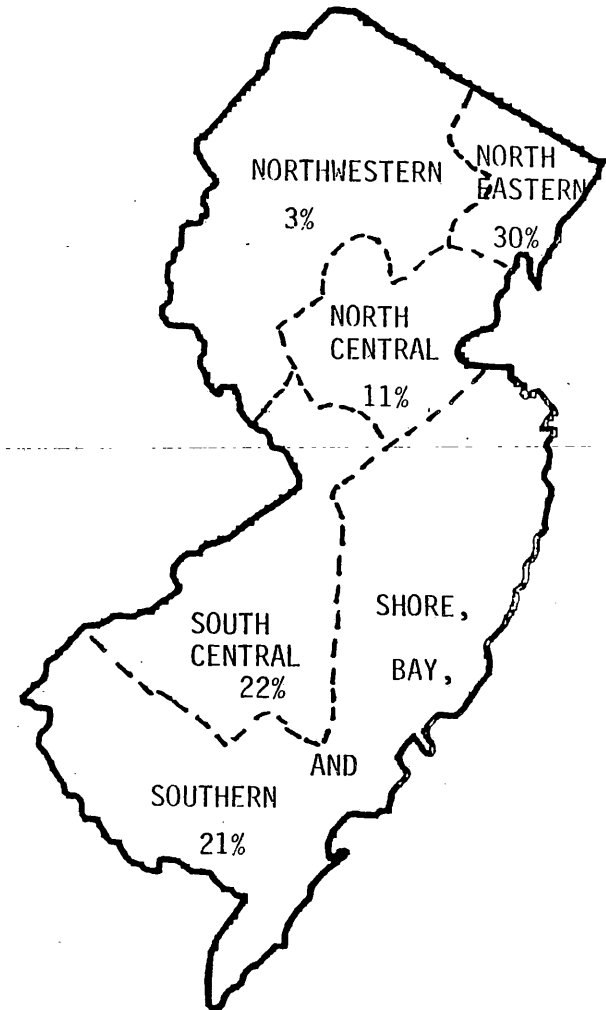 NORTHWESTERN
3%
NORTH
EASTERN
30%
NORTH
CENTRAL
11%
SOUTH
CENTRAL
22%
SHORE,
BAY,
AND
SOUTHERN
21%